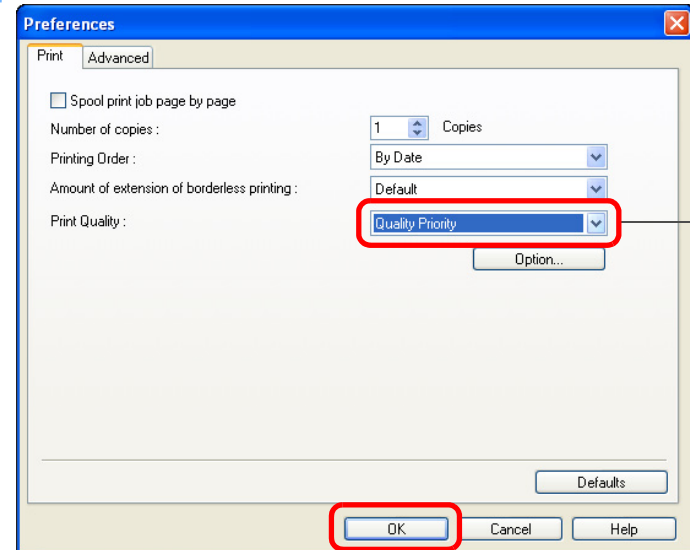 Preferences
Print Advanced
Spool print job page by page
Number of copies : 1 Copies
Printing Order : By Date
Amount of extension of borderless printing : Default
Print Quality : Quality Priority
Option...
Defaults
OK Cancel Help